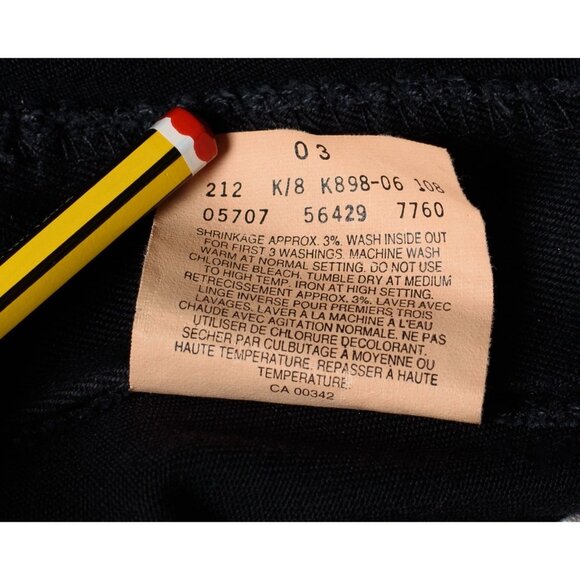 03
212 K/8 K898-06 108
05707 56429 7760
SHRINKAGE APPROX. 3%. WASH INSIDE OUT
FOR FIRST 3 WASHINGS. MACHINE WASH
WARM AT NORMAL SETTING. DO NOT USE
CHLORINE BLEACH. TUMBLE DRY AT MEDIUM
TO HIGH TEMP. IRON AT HIGH SETTING.
RETRECISSEMENT APPROX. 3%. LAVER AVEC
LINGE INVERSE POUR PREMIERS TROIS
LAVAGES. LAVER À LA MACHINE À L'EAU
CHAUDE AVEC AGITATION NORMALE. NE PAS
UTILISER DE CHLORURE DECOLORANT.
SÈCHER PAR CULBUTAGE À MOYENNE OU
HAUTE TEMPÉRATURE. REPASSER À HAUTE
TEMPÉRATURE.
CA 00342